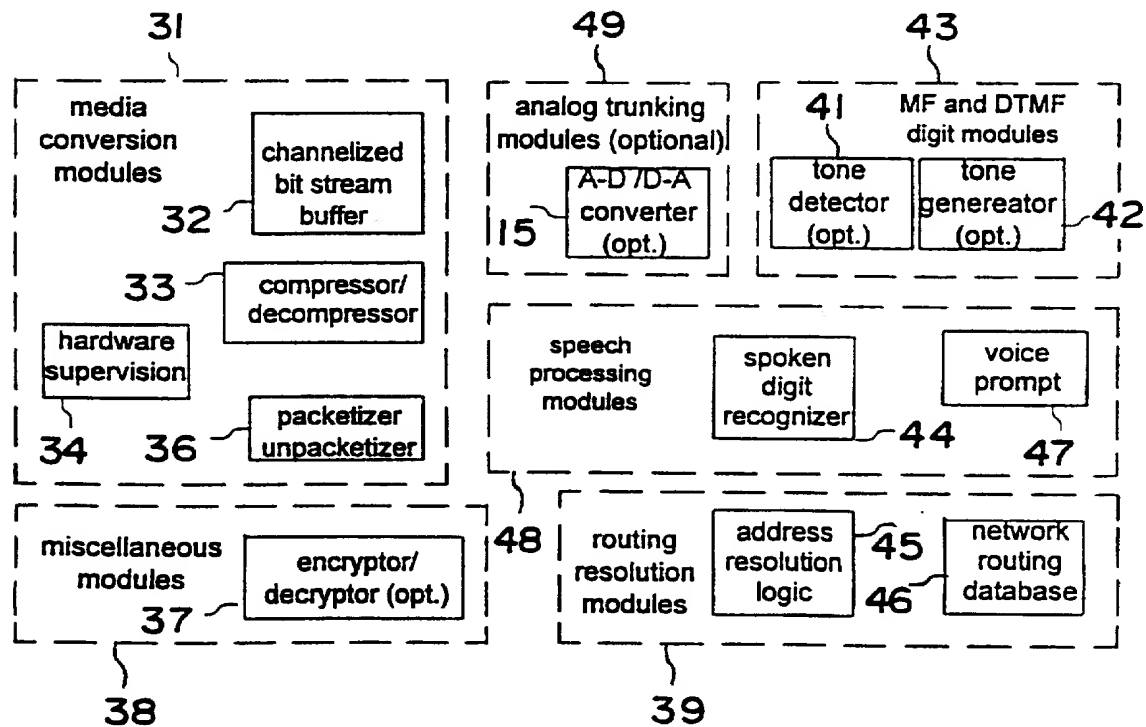 31
media
conversion
modules
channelized
bit stream
buffer
32
33
compressor/
decompressor
hardware
supervision
34
36
packetizer
unpacketizer
49
analog trunking
modules (optional)
A-D /D-A
converter
(opt.)
15
43
41
MF and DTMF
digit modules
tone
detector
(opt.)
tone
genereator
(opt.)
42
speech
processing
modules
spoken
digit
recognizer
44
voice
prompt
47
48
miscellaneous
modules
37
encryptor/
decryptor (opt.)
38
routing
resolution
modules
address
resolution
logic
45
46
network
routing
database
39